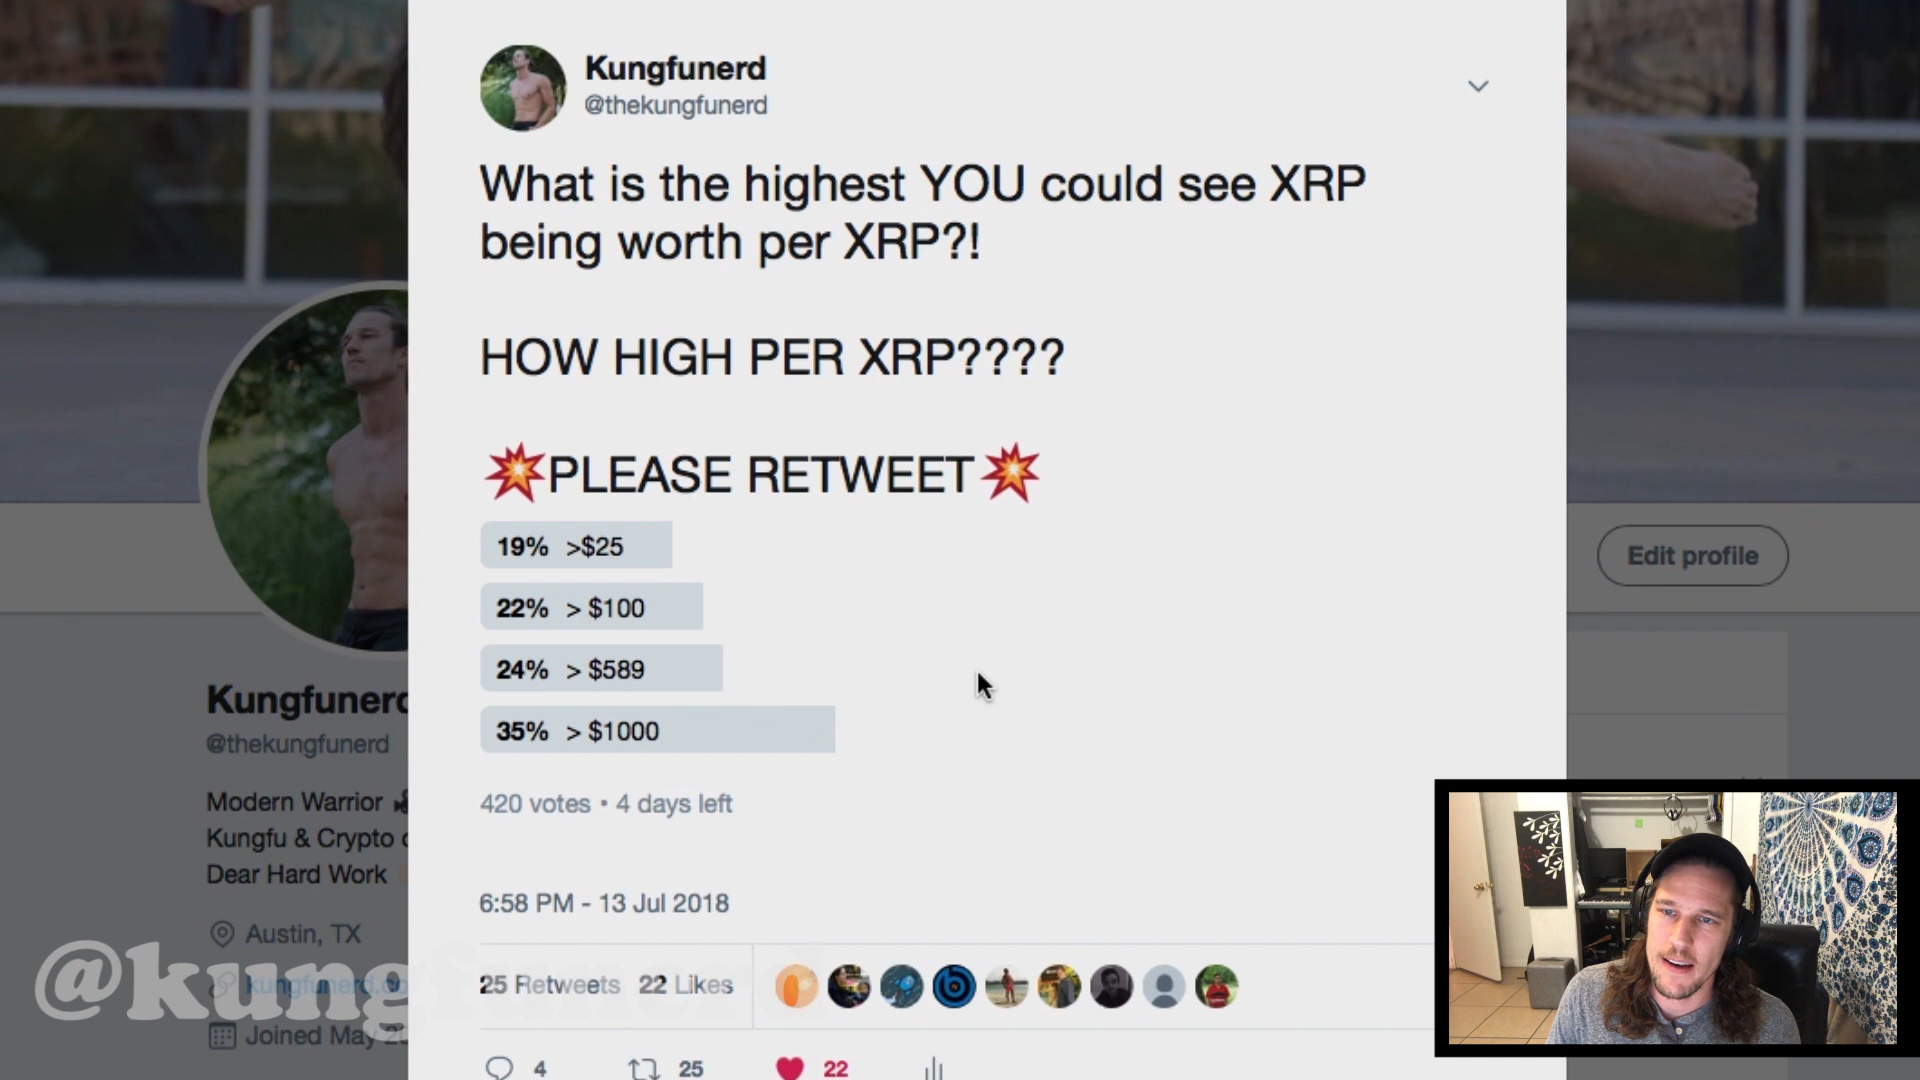 Kungfunerd
@thekungfunerd
What is the highest YOU could see XRP
being worth per XRP?!
HOW HIGH PER XRP????
💥PLEASE RETWEET💥
19% >$25
22% > $100
24% > $589
35% > $1000
420 votes • 4 days left
6:58 PM - 13 Jul 2018
25 Retweets 22 Likes
4 25 22
Edit profile
Kungfuner
@thekungfunerd
Modern Warrior
Kungfu & Crypto
Dear Hard Work
Austin, TX
kungfunerd.co
Joined May
@kungfunerd